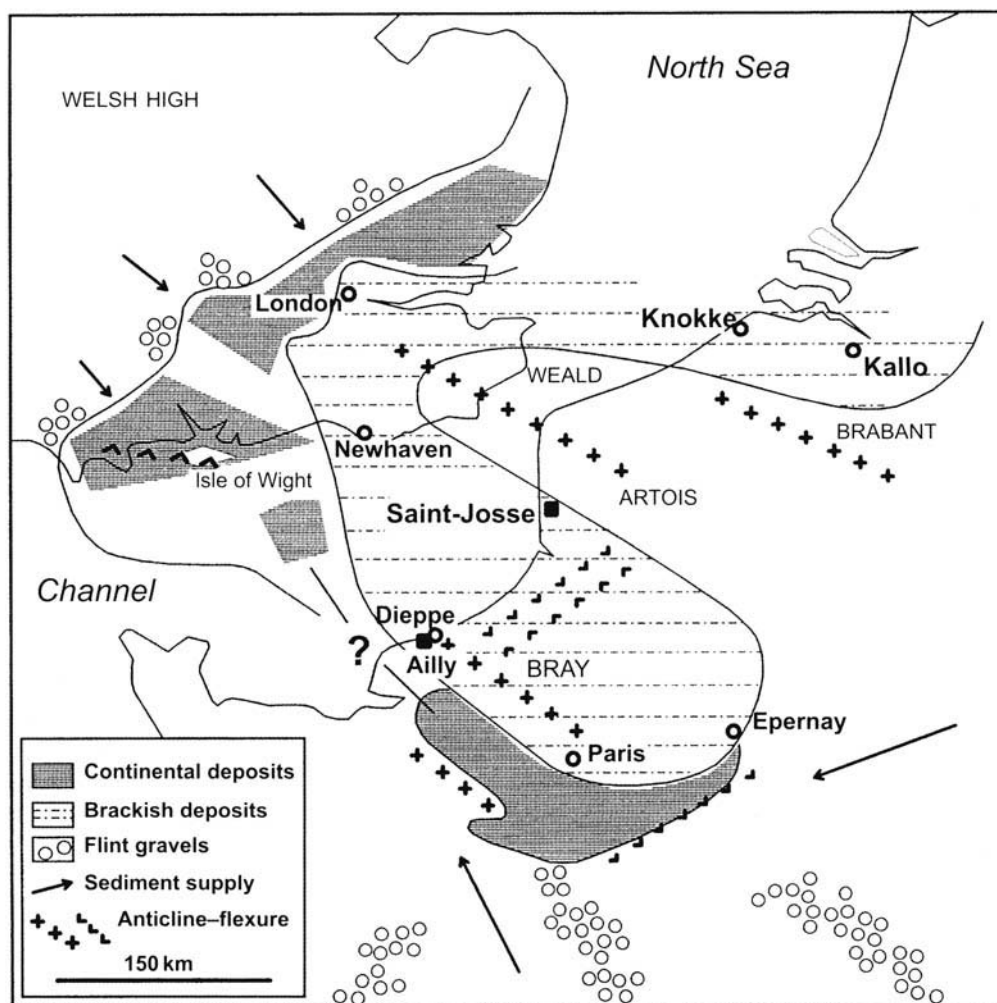 North Sea
WELSH HIGH
London
Knokke
Kallo
WEALD
BRABANT
Newhaven
Isle of Wight
ARTOIS
Saint-Josse
Channel
Dieppe
?
Ailly
BRAY
Epernay
Paris
Continental deposits
Brackish deposits
Flint gravels
Sediment supply
Anticline–flexure
150 km